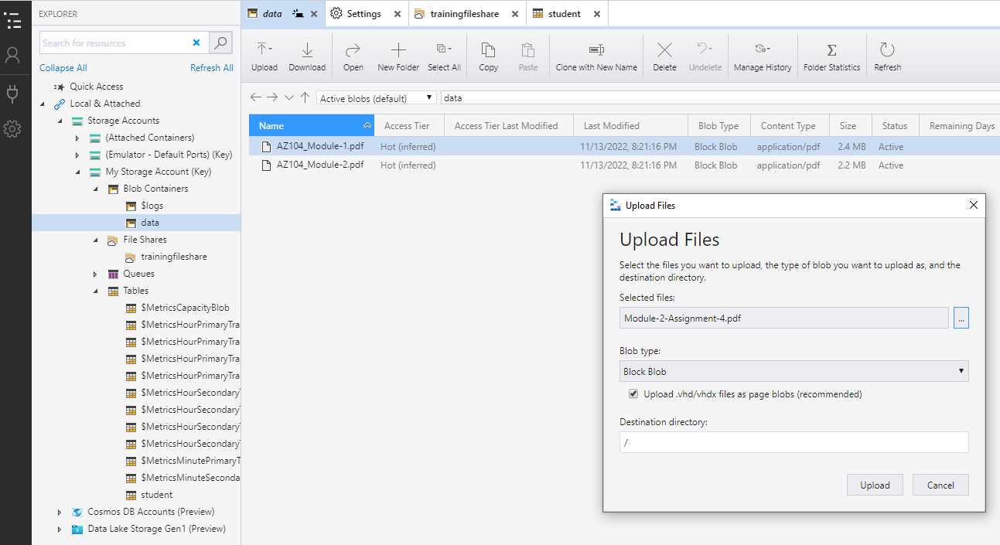 EXPLORER
Search for resources
Collapse All
Refresh All
Quick Access
Local & Attached
Storage Accounts
(Attached Containers)
(Emulator - Default Ports) (Key)
My Storage Account (Key)
Blob Containers
$logs
data
File Shares
trainingfileshare
Queues
Tables
$MetricsCapacityBlob
$MetricsHourPrimaryTra
$MetricsHourPrimaryTra
$MetricsHourPrimaryTra
$MetricsHourPrimaryTra
$MetricsHourSecondaryT
$MetricsHourSecondaryT
$MetricsHourSecondaryT
$MetricsHourSecondaryT
$MetricsMinutePrimaryT
$MetricsMinuteSeconda
student
Cosmos DB Accounts (Preview)
Data Lake Storage Gen1 (Preview)
data
Settings
trainingfileshare
student
Upload
Download
Open
New Folder
Select All
Copy
Paste
Clone with New Name
Delete
Undelete
Manage History
Folder Statistics
Refresh
Active blobs (default)
data
Name Access Tier Access Tier Last Modified Last Modified Blob Type Content Type Size Status Remaining Days
AZ104_Module-1.pdf Hot (inferred) 11/13/2022, 8:21:16 PM Block Blob application/pdf 2.4 MB Active
AZ104_Module-2.pdf Hot (inferred) 11/13/2022, 8:21:16 PM Block Blob application/pdf 2.2 MB Active
Upload Files
Upload Files
Select the files you want to upload, the type of blob you want to upload as, and the
destination directory.
Selected files:
Module-2-Assignment-4.pdf
...
Blob type:
Block Blob
Upload .vhd/vhdx files as page blobs (recommended)
Destination directory:
/
Upload
Cancel